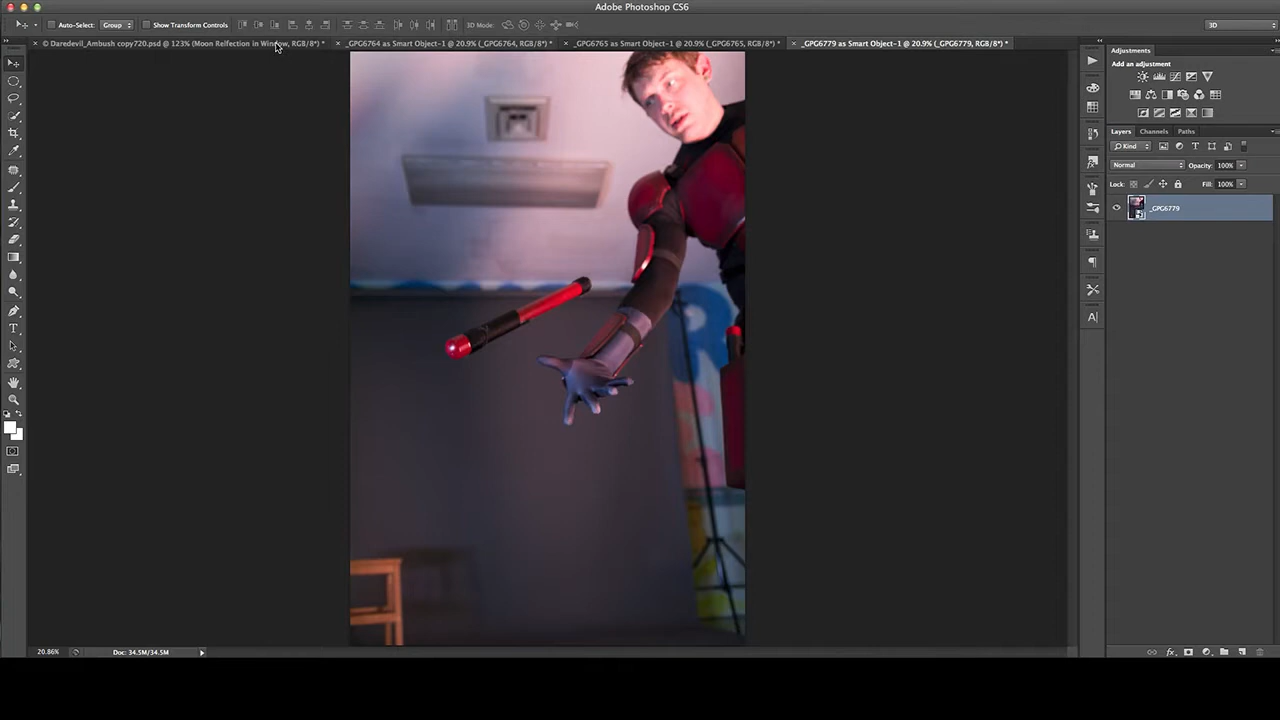 Adobe Photoshop CS6
Auto-Select: Group Show Transform Controls 3D Mode: 3D
© Daredevil_Ambush copy720.psd @ 123% (Moon Relfection in Window, RGB/8*) * _GPG6764 as Smart Object-1 @ 20.9% (_GPG6764, RGB/8*) * _GPG6765 as Smart Object-1 @ 20.9% (_GPG6765, RGB/8*) * _GPG6779 as Smart Object-1 @ 20.9% (_GPG6779, RGB/8*) *
Adjustments
Add an adjustment
Layers Channels Paths
Kind
Normal Opacity: 100%
Lock: Fill: 100%
_GPG6779
20.86% Doc: 34.5M/34.5M